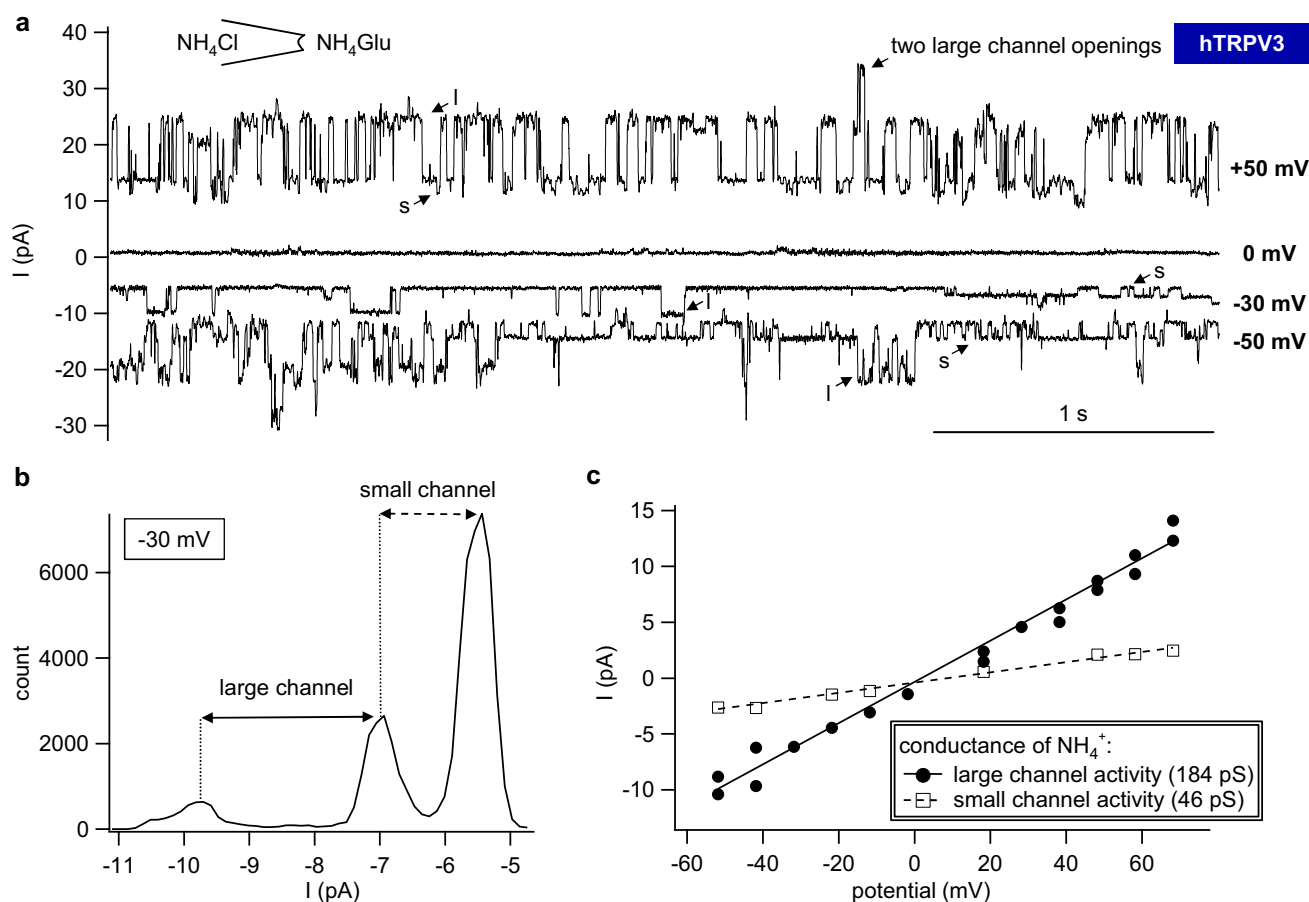 a
NH₄Cl
NH₄Glu
two large channel openings
hTRPV3
I (pA)
40
30
20
10
0
-10
-20
-30
l
s
+50 mV
0 mV
s
l
-30 mV
-50 mV
s
l
1 s
b
small channel
-30 mV
large channel
count
6000
4000
2000
0
-11
-10
-9
-8
-7
-6
-5
I (pA)
c
I (pA)
15
10
5
0
-5
-10
conductance of NH₄⁺:
large channel activity (184 pS)
small channel activity (46 pS)
-60
-40
-20
0
20
40
60
potential (mV)